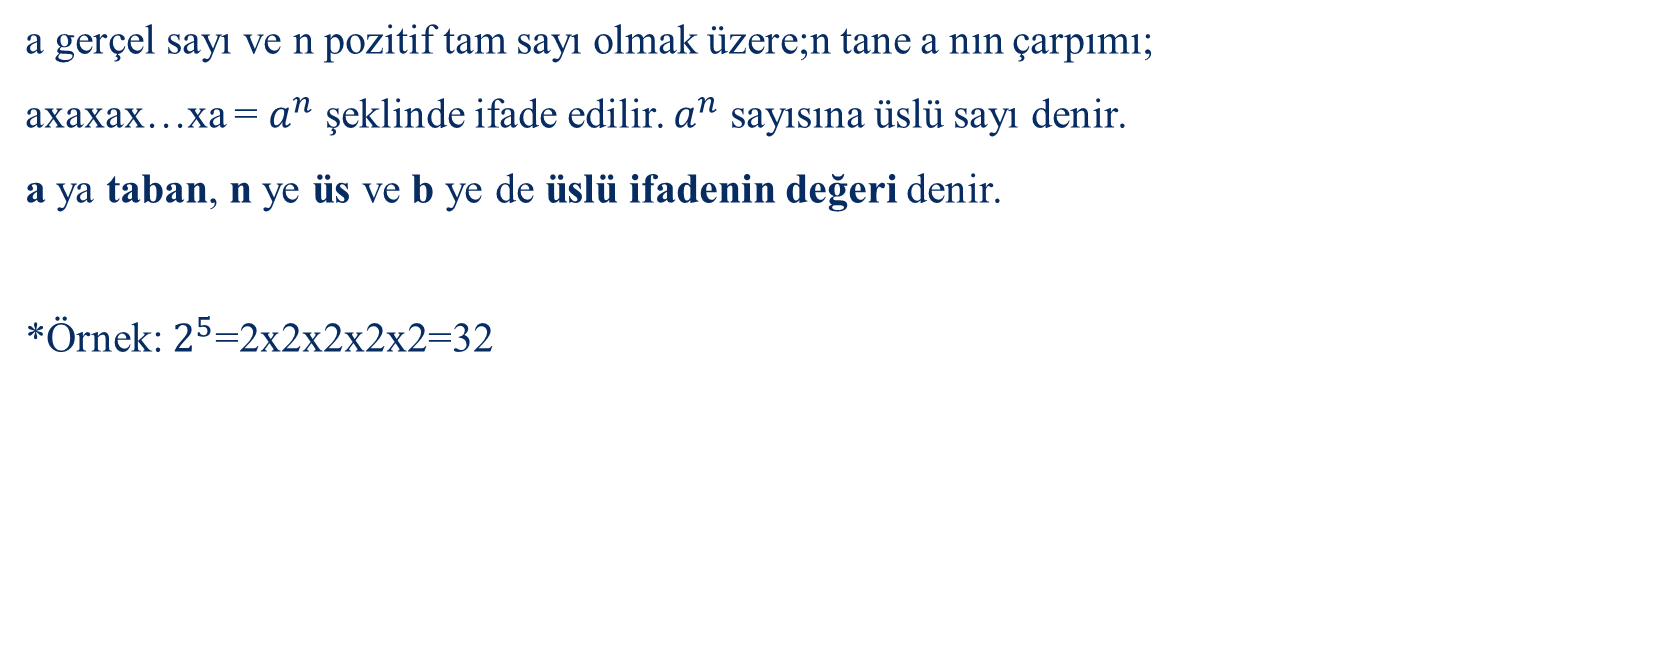 a gerçel sayı ve n pozitif tam sayı olmak üzere;n tane a nın çarpımı;
axaxax…xa = aⁿ şeklinde ifade edilir. aⁿ sayısına üslü sayı denir.
a ya taban, n ye üs ve b ye de üslü ifadenin değeri denir.
*Örnek: 2⁵=2x2x2x2x2=32